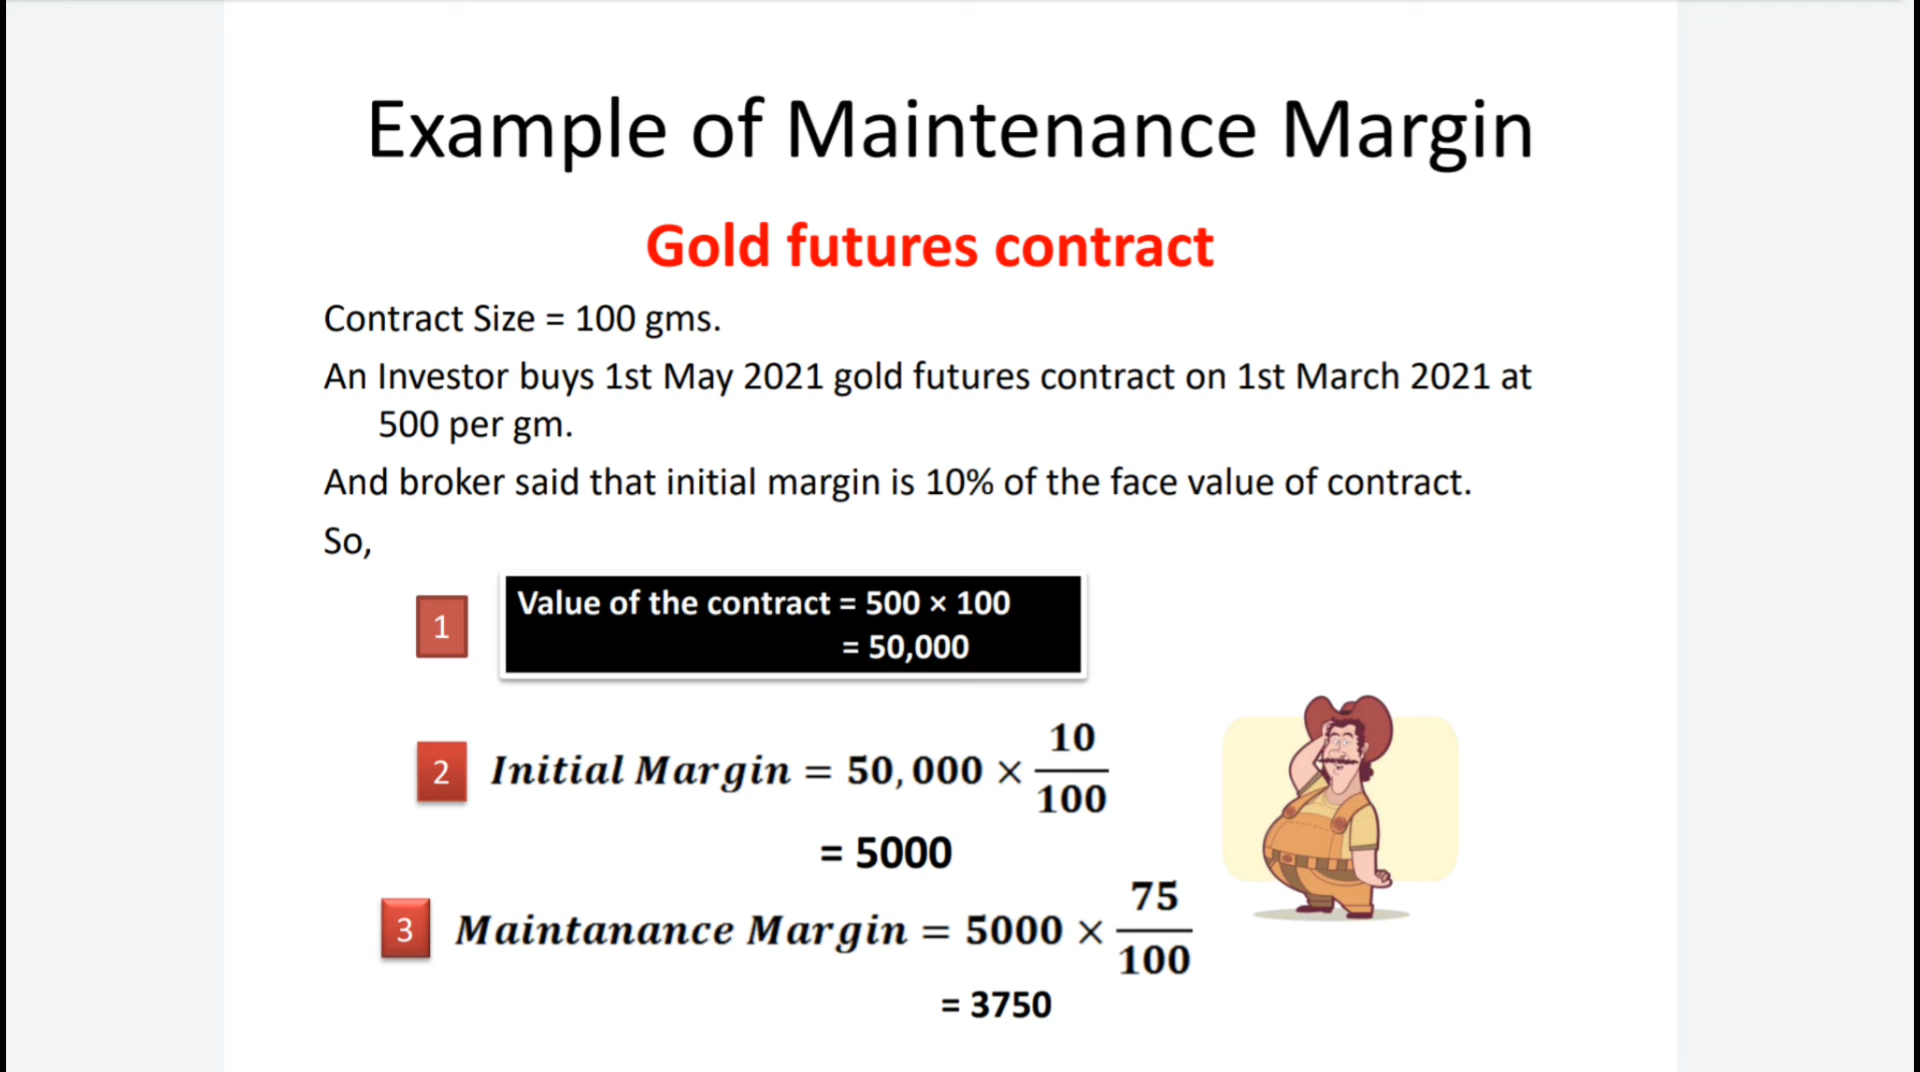 Example of Maintenance Margin
Gold futures contract
Contract Size = 100 gms.
An Investor buys 1st May 2021 gold futures contract on 1st March 2021 at
500 per gm.
And broker said that initial margin is 10% of the face value of contract.
So,
1 Value of the contract = 500 × 100
= 50,000
2 Initial Margin = 50,000 × 10/100
= 5000
3 Maintanance Margin = 5000 × 75/100
= 3750